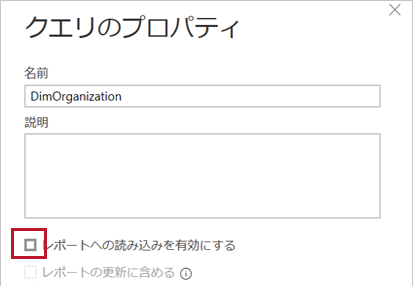 クエリのプロパティ
名前
DimOrganization
説明
レポートへの読み込みを有効にする
レポートの更新に含める